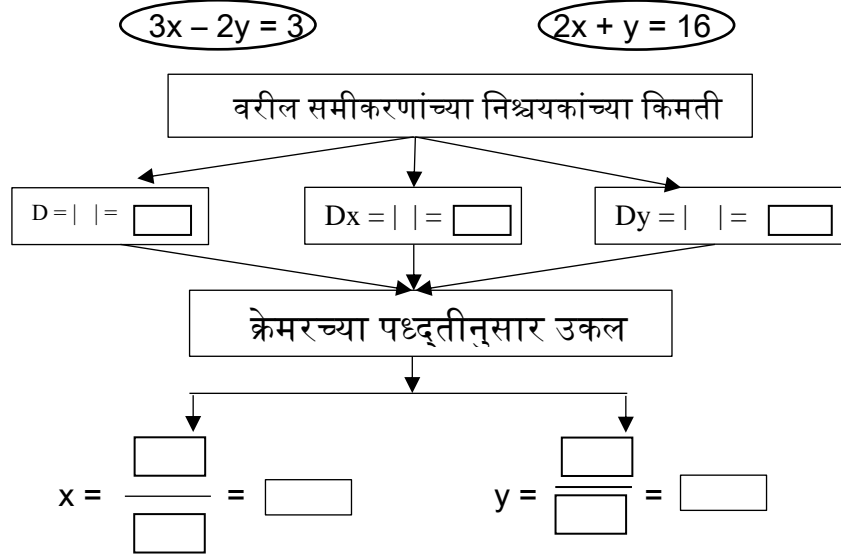 3x – 2y = 3 2x + y = 16
वरील समीकरणांच्या निश्चयकांच्या किमती
D = | | = Dx = | | = Dy = | | =
क्रेमरच्या पध्द्तीनुसार उकल
x = = y = =